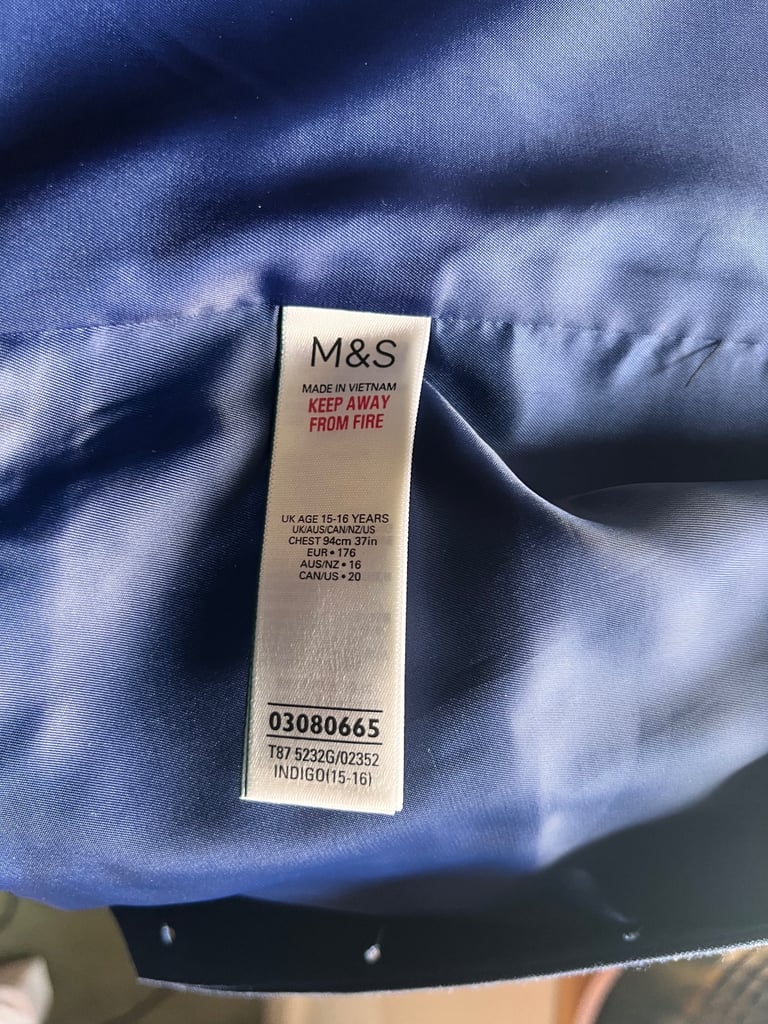 M&S
MADE IN VIETNAM
KEEP AWAY
FROM FIRE
UK AGE 15-16 YEARS
UK/AUS/CAN/NZ/US
CHEST 94cm 37in
EUR • 176
AUS/NZ • 16
CAN/US • 20
03080665
T87 5232G/02352
INDIGO(15-16)